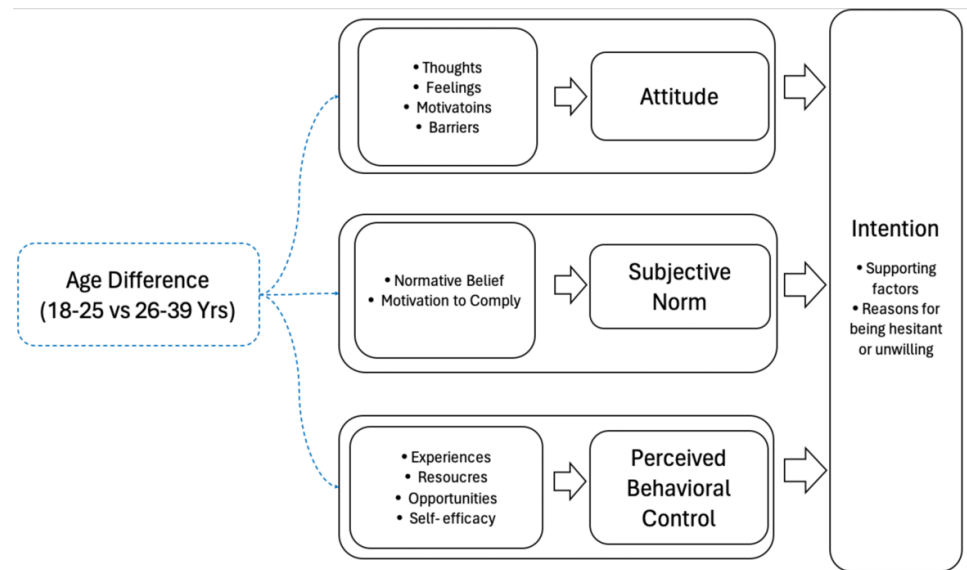 Age Difference
(18-25 vs 26-39 Yrs)
• Thoughts
• Feelings
• Motivatoins
• Barriers
Attitude
• Normative Belief
• Motivation to Comply
Subjective
Norm
• Experiences
• Resoucres
• Opportunities
• Self- efficacy
Perceived
Behavioral
Control
Intention
• Supporting
factors
• Reasons for
being hesitant
or unwilling